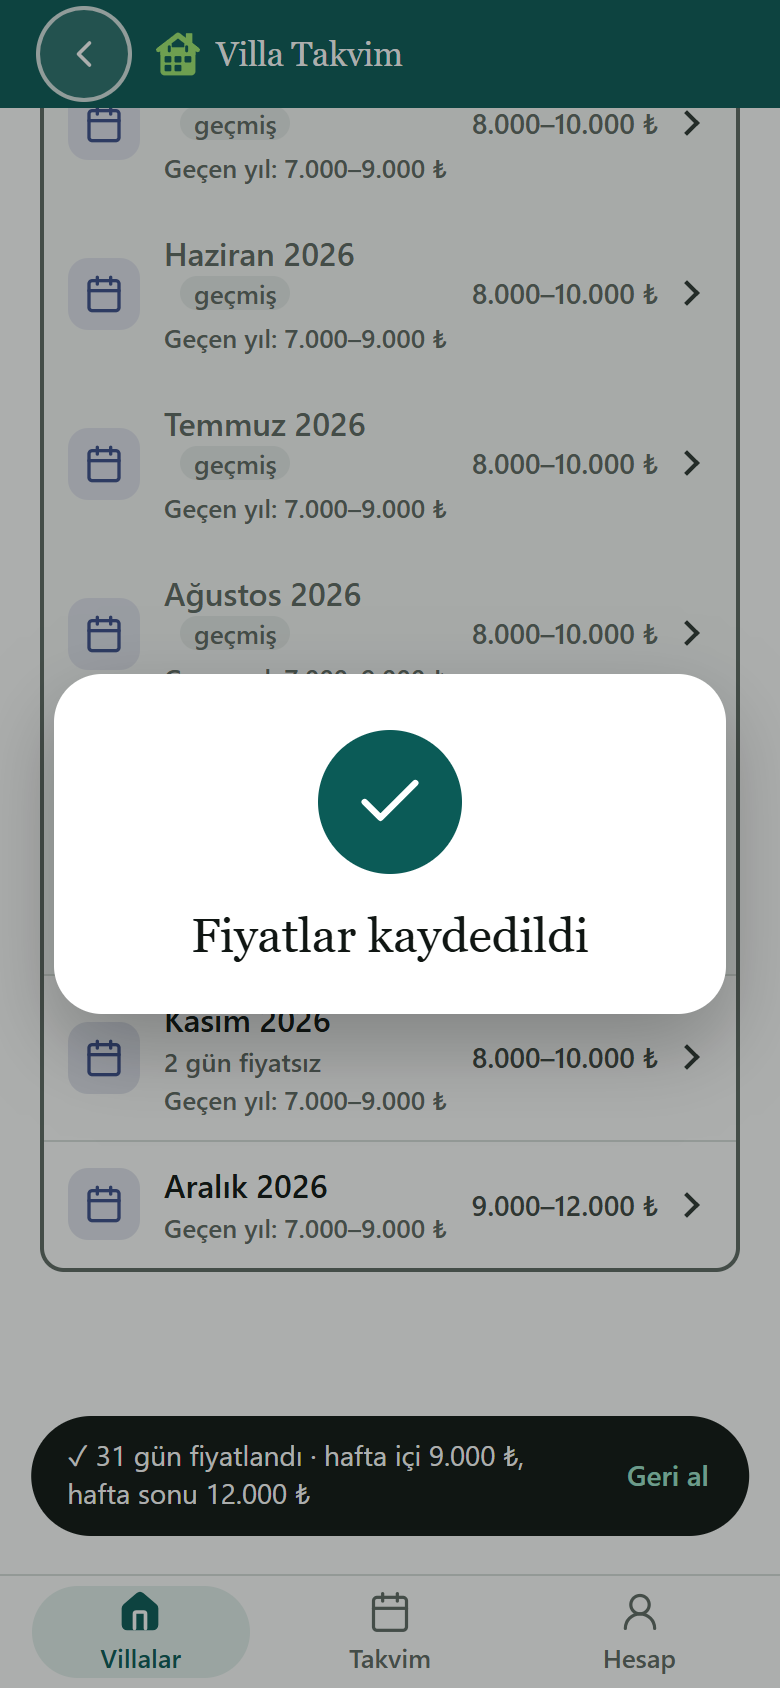 Villa Takvim
geçmiş
8.000–10.000 ₺
Geçen yıl: 7.000–9.000 ₺
Haziran 2026
geçmiş
8.000–10.000 ₺
Geçen yıl: 7.000–9.000 ₺
Temmuz 2026
geçmiş
8.000–10.000 ₺
Geçen yıl: 7.000–9.000 ₺
Ağustos 2026
geçmiş
8.000–10.000 ₺
Fiyatlar kaydedildi
Kasım 2026
2 gün fiyatsız
8.000–10.000 ₺
Geçen yıl: 7.000–9.000 ₺
Aralık 2026
9.000–12.000 ₺
Geçen yıl: 7.000–9.000 ₺
✓ 31 gün fiyatlandı · hafta içi 9.000 ₺,
hafta sonu 12.000 ₺
Geri al
Villalar
Takvim
Hesap